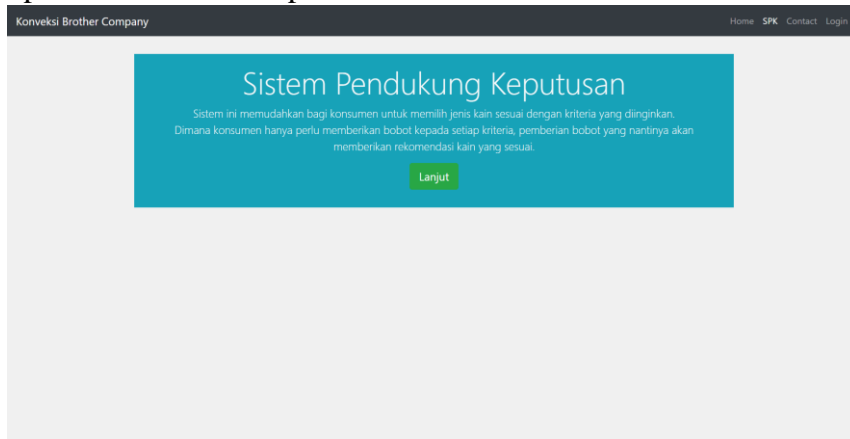 Konveksi Brother Company
Home SPK Contact Login
Sistem Pendukung Keputusan
Sistem ini memudahkan bagi konsumen untuk memilih jenis kain sesuai dengan kriteria yang diinginkan.
Dimana konsumen hanya perlu memberikan bobot kepada setiap kriteria, pemberian bobot yang nantinya akan
memberikan rekomendasi kain yang sesuai.
Lanjut